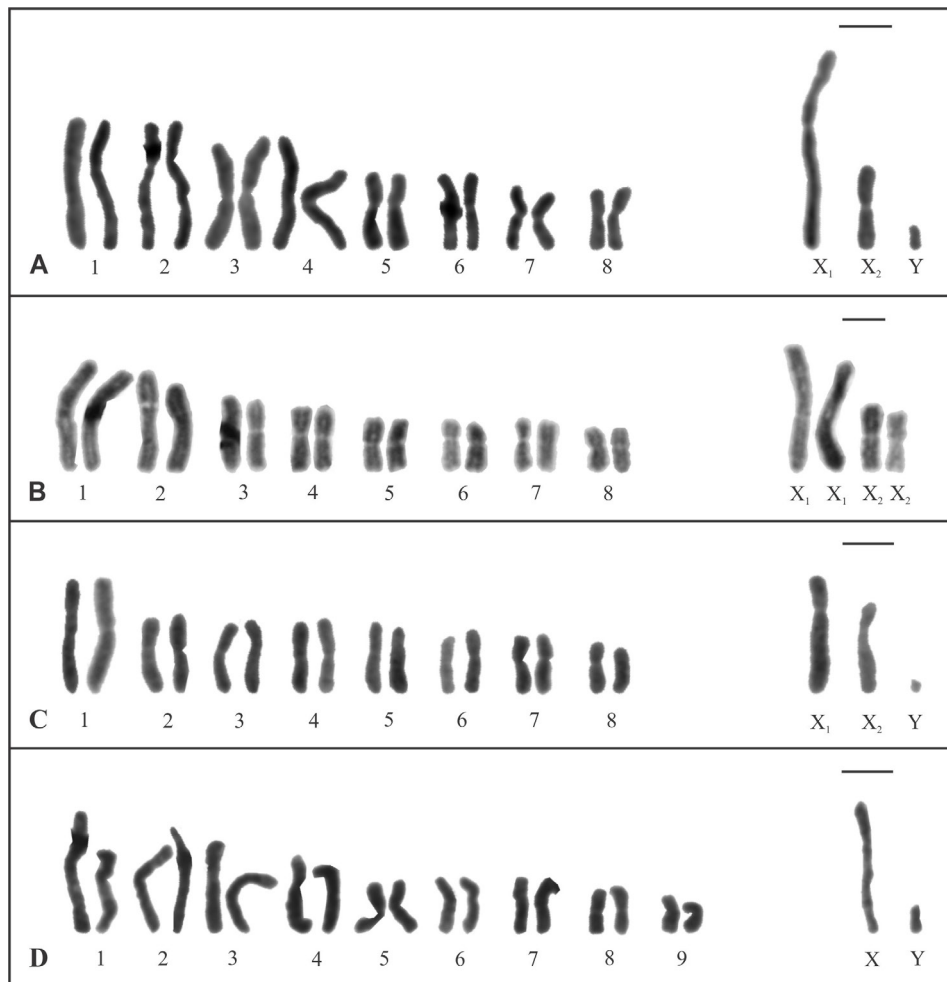 1 2 3 4 5 6 7 8 X₁ X₂ Y
A
1 2 3 4 5 6 7 8 X₁ X₁ X₂ X₂
B
1 2 3 4 5 6 7 8 X₁ X₂ Y
C
1 2 3 4 5 6 7 8 9 X Y
D